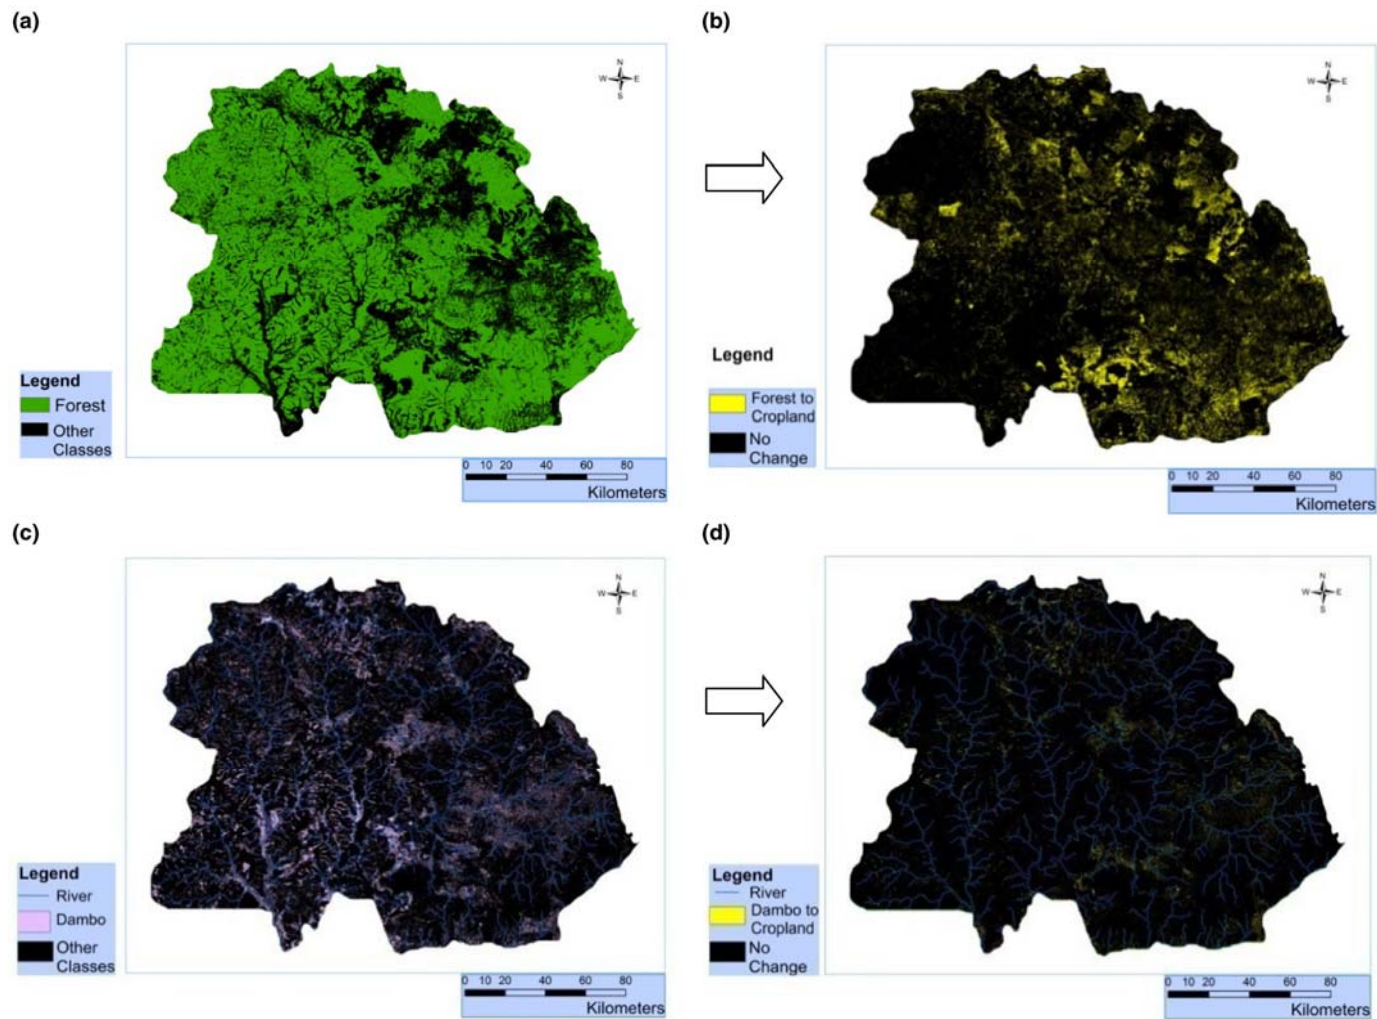 (a)
(b)
N
W E
S
N
W E
S
Legend
Forest
Other
Classes
0 10 20 40 60 80
Kilometers
Legend
Forest to
Cropland
No
Change
0 10 20 40 60 80
Kilometers
(c)
(d)
N
W E
S
N
W E
S
Legend
River
Dambo
Other
Classes
0 10 20 40 60 80
Kilometers
Legend
River
Dambo to
Cropland
No
Change
0 10 20 40 60 80
Kilometers